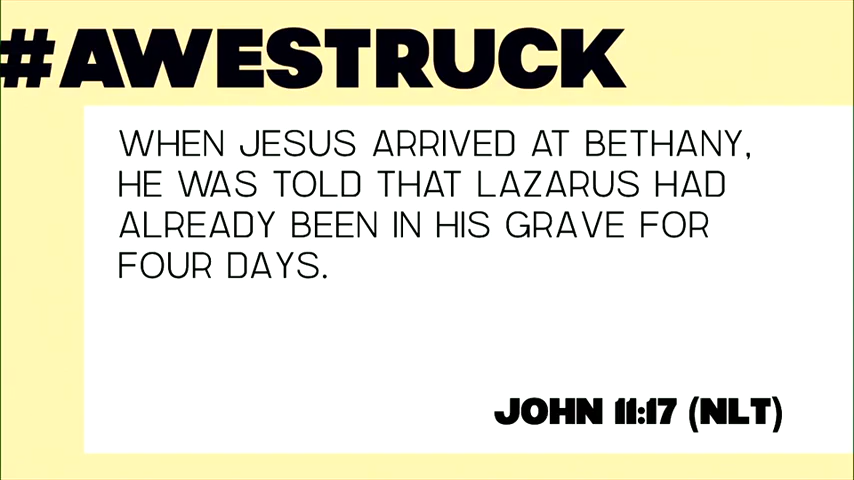 #AWESTRUCK
WHEN JESUS ARRIVED AT BETHANY,
HE WAS TOLD THAT LAZARUS HAD
ALREADY BEEN IN HIS GRAVE FOR
FOUR DAYS.
JOHN 11:17 (NLT)